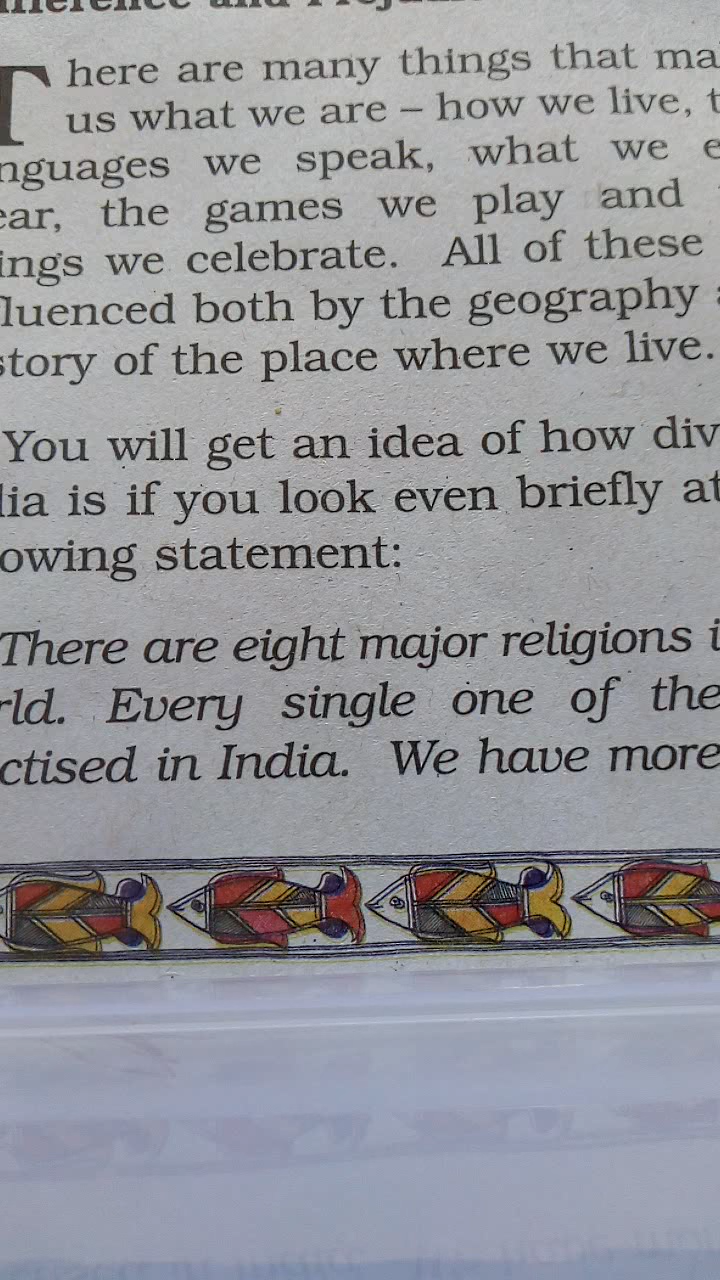 There are many things that ma
us what we are – how we live, t
nguages we speak, what we e
ear, the games we play and
ings we celebrate. All of these
luenced both by the geography a
story of the place where we live.
You will get an idea of how div
lia is if you look even briefly at
owing statement:
There are eight major religions i
rld. Every single one of the
ctised in India. We have more